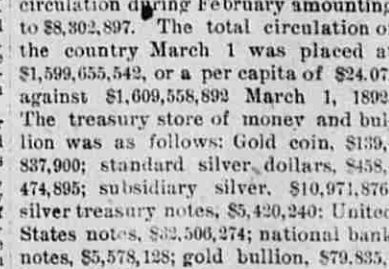 circulation during February amounting
to $8,302,897. The total circulation o
the country March 1 was placed a
$1,599,655,542, or a per capita of $24.07
against $1,609,558,892 March 1, 1892
The treasury store of money and bul
lion was as follows: Gold coin, $139,
837,900; standard silver dollars, $458,
474,895; subsidiary silver, $10,971,876
silver treasury notes, $5,420,240; Unite
States notes, $32,506,274; national bank
notes, $5,578,128; gold bullion, $79,835,